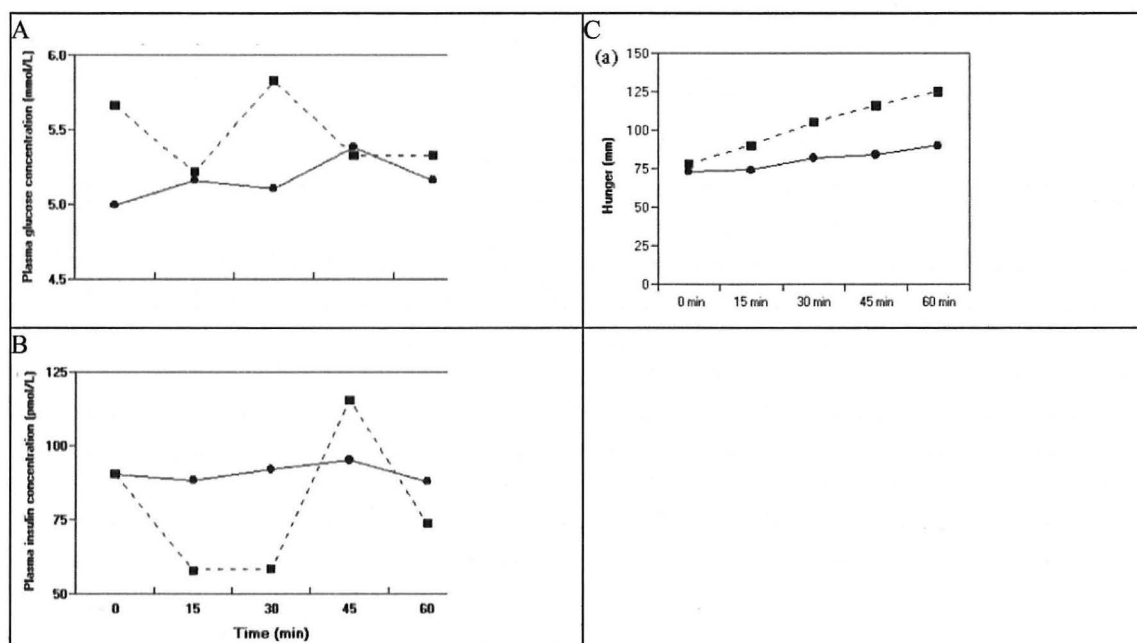 A
Plasma glucose concentration (mmol/L)
6.0
5.5
5.0
4.5
B
Plasma insulin concentration (pmol/L)
125
100
75
50
0 15 30 45 60
Time (min)
C
(a)
Hunger (mm)
150
125
100
75
50
25
0
0 min 15 min 30 min 45 min 60 min